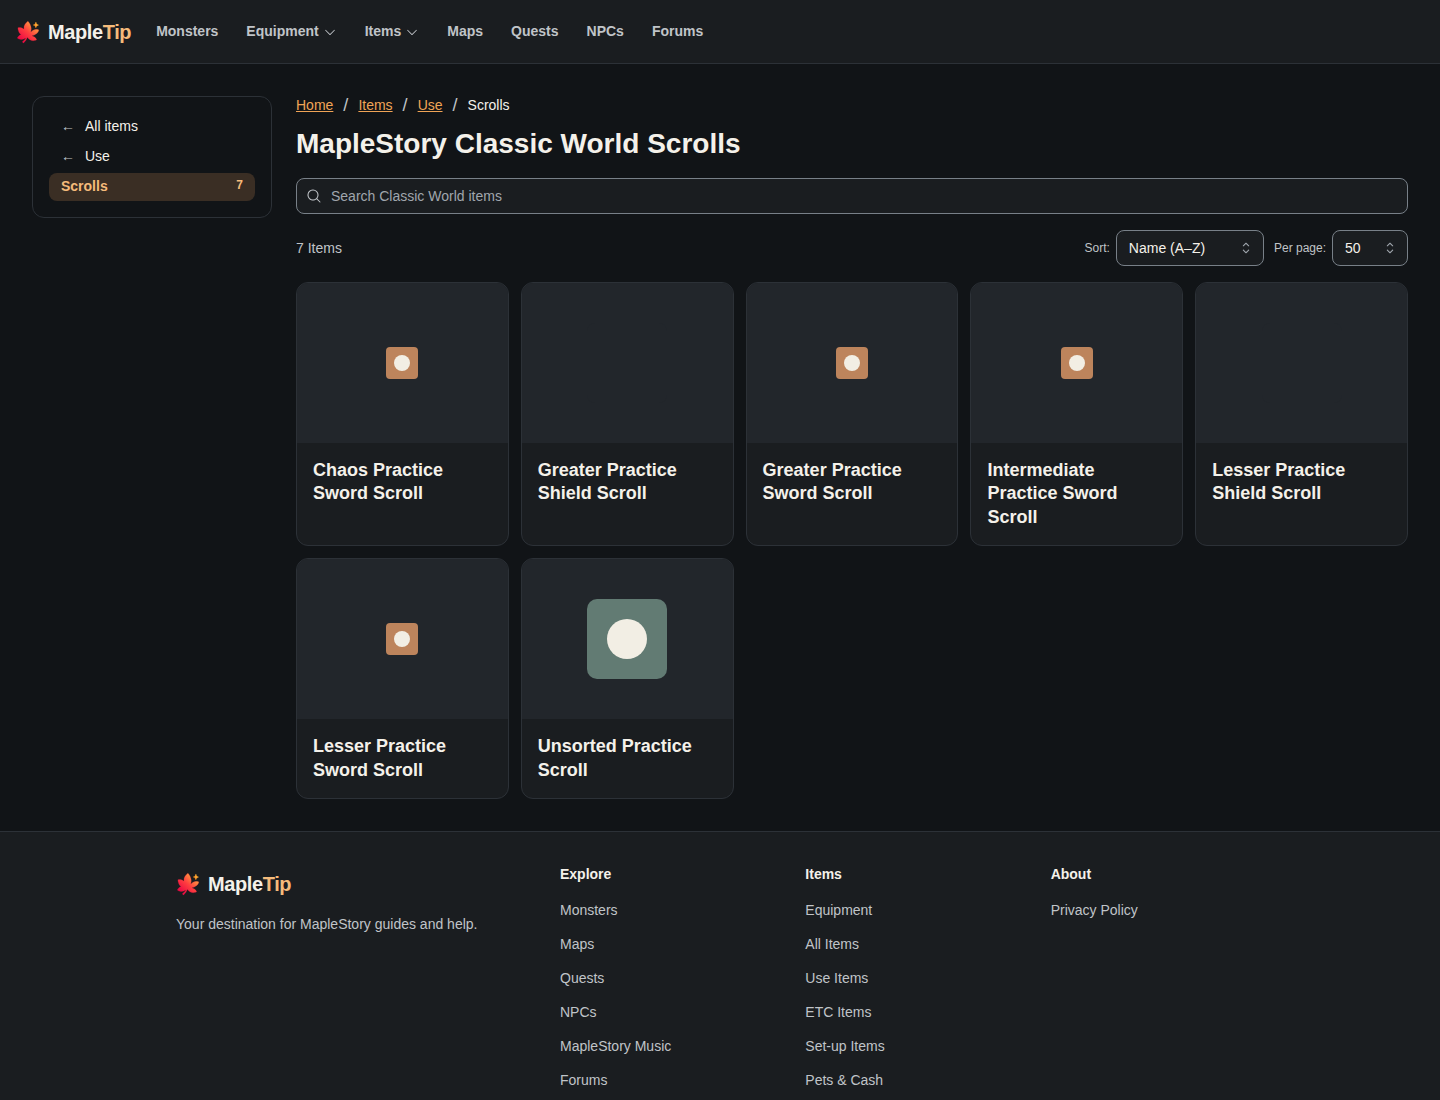 MapleTip
Monsters
Equipment
Items
Maps
Quests
NPCs
Forums
← All items
← Use
Scrolls 7
Home / Items / Use / Scrolls
MapleStory Classic World Scrolls
Search Classic World items
7 Items
Sort: Name (A–Z)
Per page: 50
Chaos Practice
Sword Scroll
Greater Practice
Shield Scroll
Greater Practice
Sword Scroll
Intermediate
Practice Sword
Scroll
Lesser Practice
Shield Scroll
Lesser Practice
Sword Scroll
Unsorted Practice
Scroll
MapleTip
Your destination for MapleStory guides and help.
Explore
Monsters
Maps
Quests
NPCs
MapleStory Music
Forums
Items
Equipment
All Items
Use Items
ETC Items
Set-up Items
Pets & Cash
About
Privacy Policy